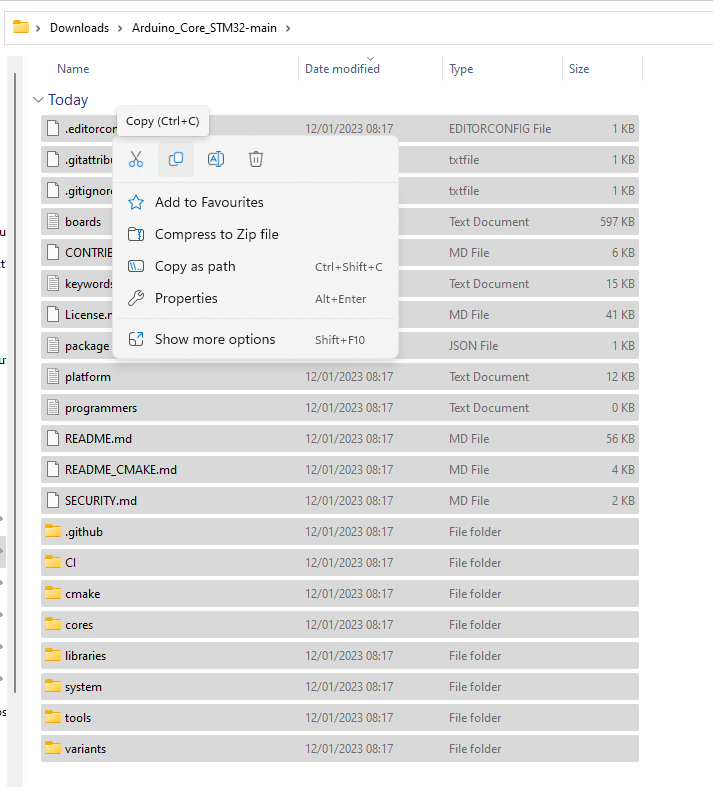 Downloads Arduino_Core_STM32-main
Name Date modified Type Size
Today
Copy (Ctrl+C)
.editorcon 12/01/2023 08:17 EDITORCONFIG File 1 KB
.gitattribu txtfile 1 KB
.gitignore txtfile 1 KB
Add to Favourites
boards Text Document 597 KB
Compress to Zip file
CONTRIE MD File 6 KB
Copy as path Ctrl+Shift+C
keywords Text Document 15 KB
Properties Alt+Enter
License.n MD File 41 KB
Show more options Shift+F10
package JSON File 1 KB
platform 12/01/2023 08:17 Text Document 12 KB
programmers 12/01/2023 08:17 Text Document 0 KB
README.md 12/01/2023 08:17 MD File 56 KB
README_CMAKE.md 12/01/2023 08:17 MD File 4 KB
SECURITY.md 12/01/2023 08:17 MD File 2 KB
.github 12/01/2023 08:17 File folder
CI 12/01/2023 08:17 File folder
cmake 12/01/2023 08:17 File folder
cores 12/01/2023 08:17 File folder
libraries 12/01/2023 08:17 File folder
system 12/01/2023 08:17 File folder
tools 12/01/2023 08:17 File folder
variants 12/01/2023 08:17 File folder